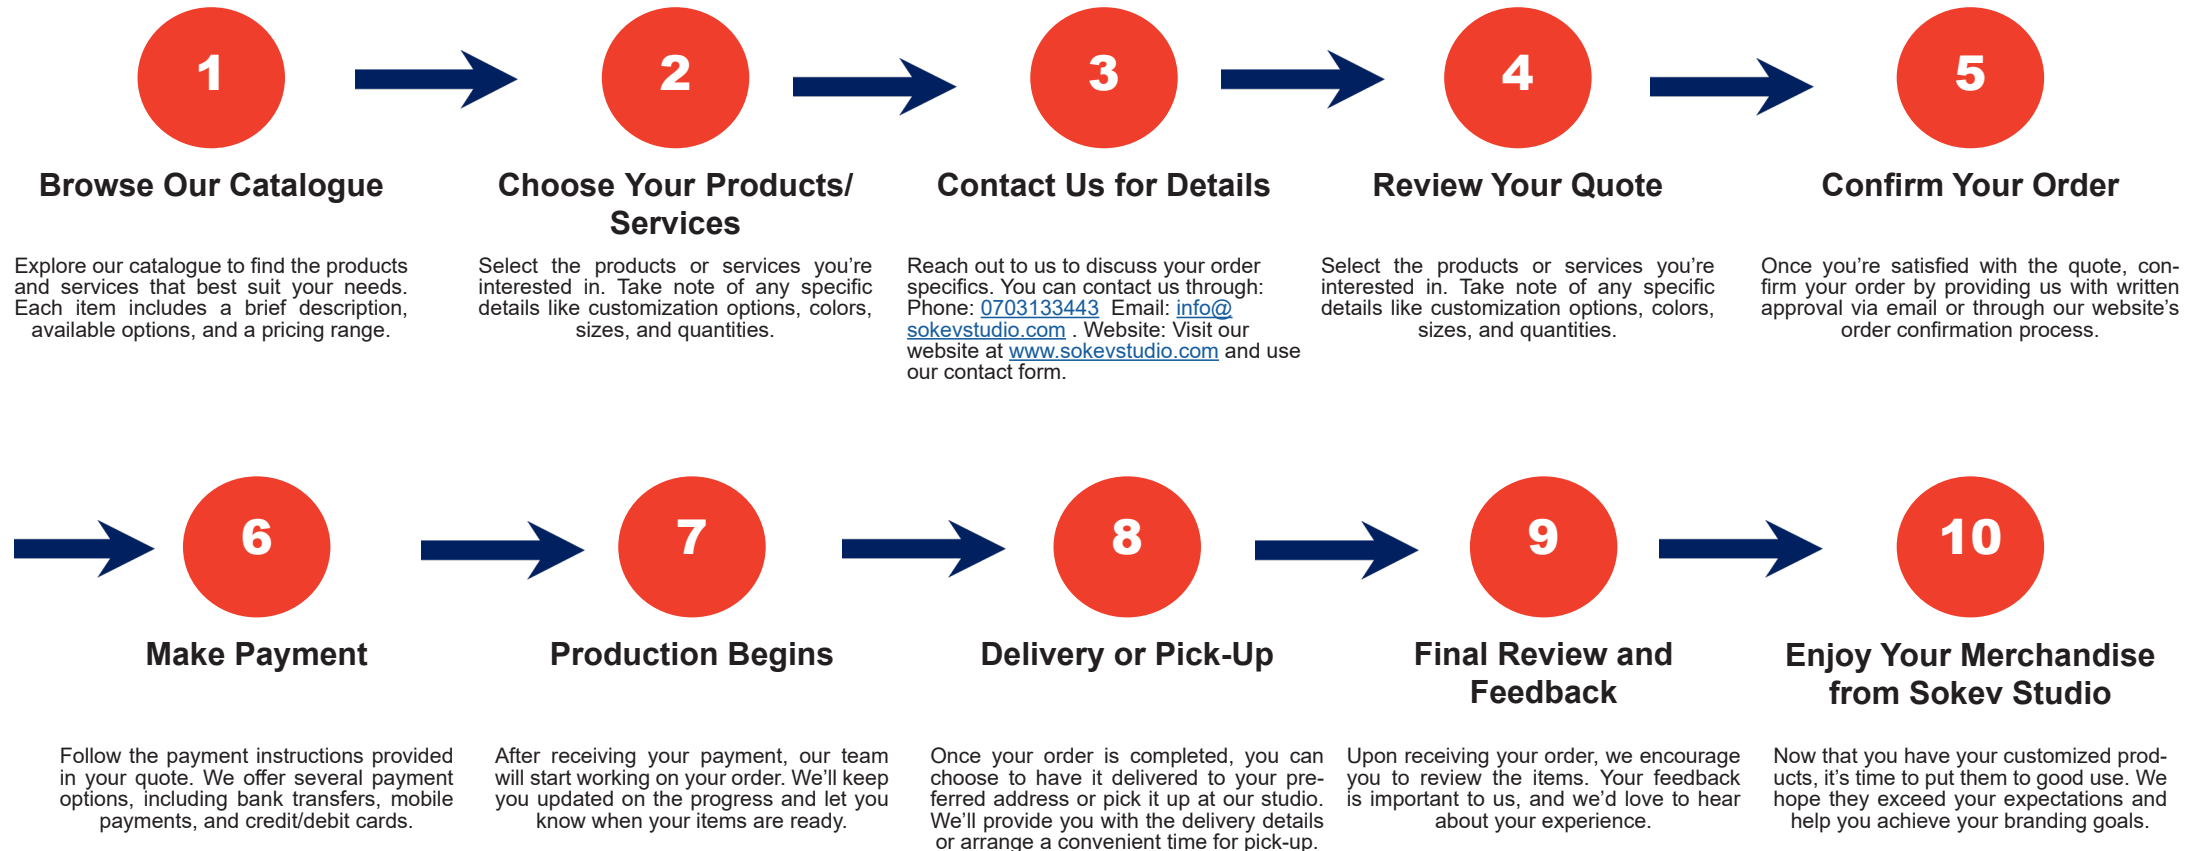 1
Browse Our Catalogue
Explore our catalogue to find the products
and services that best suit your needs.
Each item includes a brief description,
available options, and a pricing range.
2
Choose Your Products/
Services
Select the products or services you’re
interested in. Take note of any specific
details like customization options, colors,
sizes, and quantities.
3
Contact Us for Details
Reach out to us to discuss your order
specifics. You can contact us through:
Phone: 0703133443 Email: info@
sokevstudio.com . Website: Visit our
website at www.sokevstudio.com and use
our contact form.
4
Review Your Quote
Select the products or services you’re
interested in. Take note of any specific
details like customization options, colors,
sizes, and quantities.
5
Confirm Your Order
Once you’re satisfied with the quote, con-
firm your order by providing us with written
approval via email or through our website’s
order confirmation process.
6
Make Payment
Follow the payment instructions provided
in your quote. We offer several payment
options, including bank transfers, mobile
payments, and credit/debit cards.
7
Production Begins
After receiving your payment, our team
will start working on your order. We’ll keep
you updated on the progress and let you
know when your items are ready.
8
Delivery or Pick-Up
Once your order is completed, you can
choose to have it delivered to your pre-
ferred address or pick it up at our studio.
We’ll provide you with the delivery details
or arrange a convenient time for pick-up.
9
Final Review and
Feedback
Upon receiving your order, we encourage
you to review the items. Your feedback
is important to us, and we’d love to hear
about your experience.
10
Enjoy Your Merchandise
from Sokev Studio
Now that you have your customized prod-
ucts, it’s time to put them to good use. We
hope they exceed your expectations and
help you achieve your branding goals.